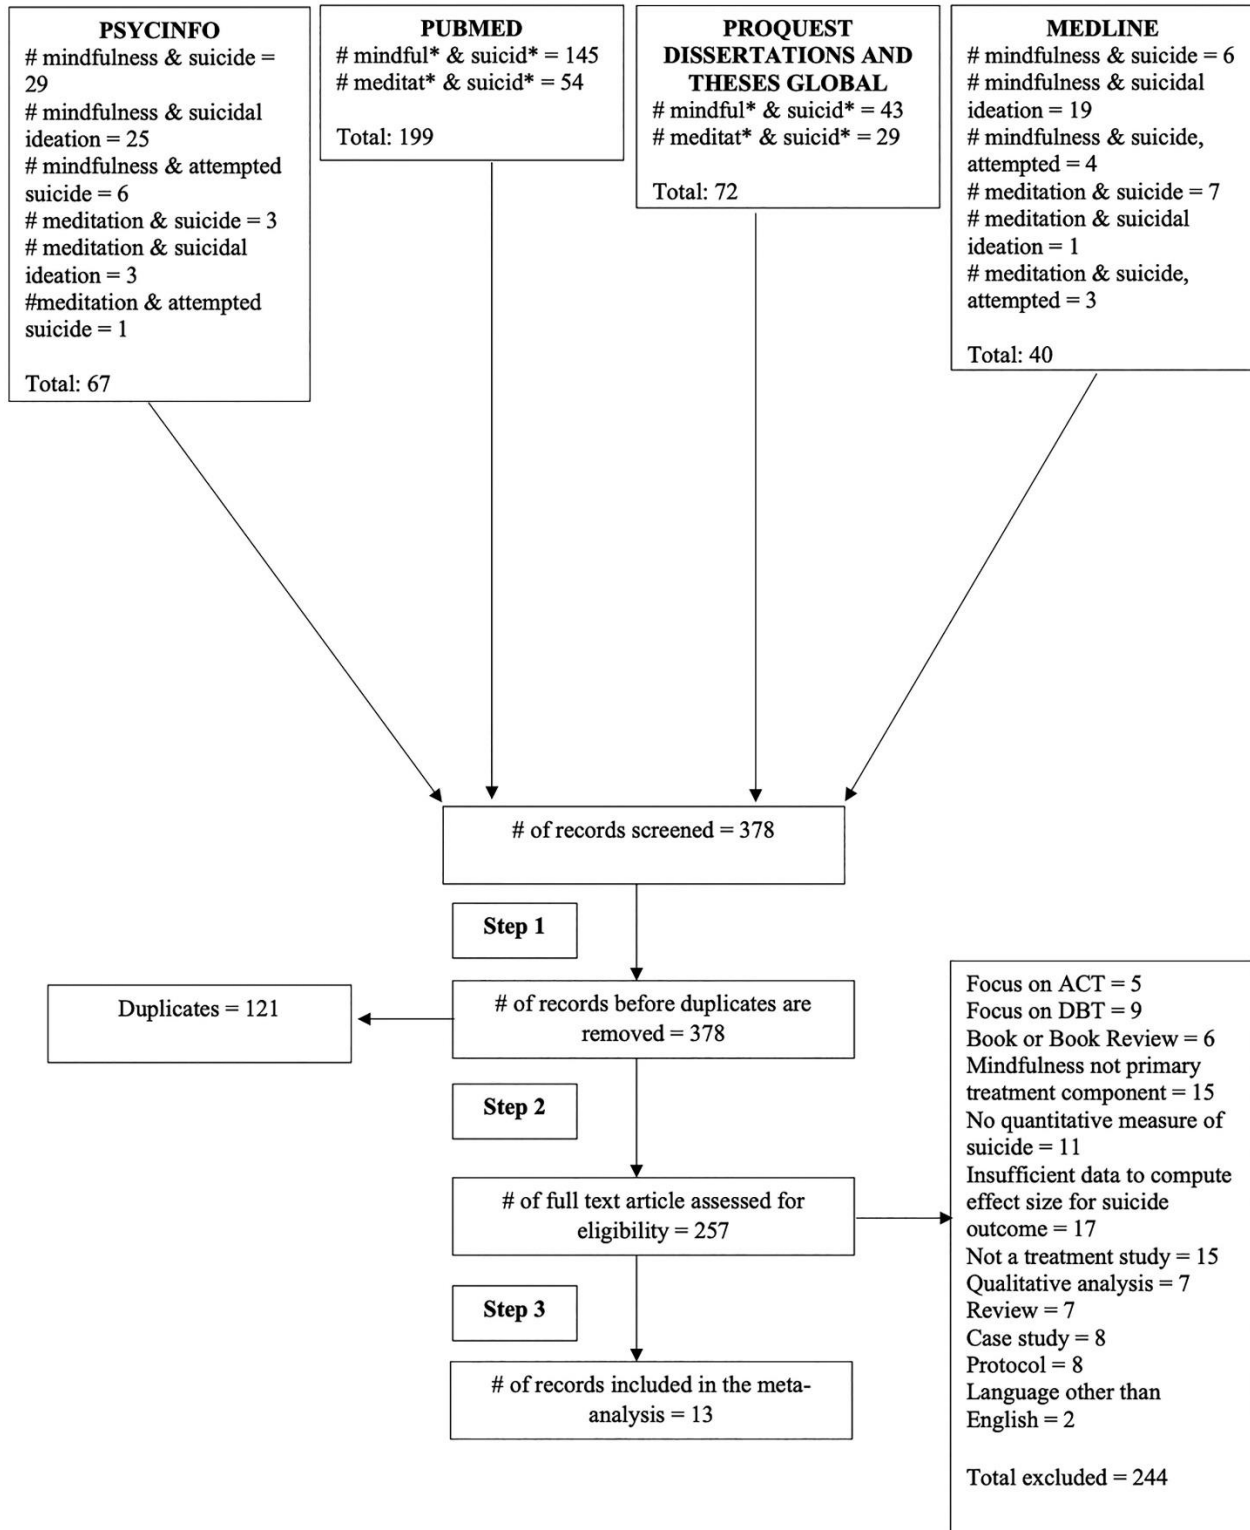 PSYCINFO
# mindfulness & suicide =
29
# mindfulness & suicidal
ideation = 25
# mindfulness & attempted
suicide = 6
# meditation & suicide = 3
# meditation & suicidal
ideation = 3
#meditation & attempted
suicide = 1
Total: 67
PUBMED
# mindful* & suicid* = 145
# meditat* & suicid* = 54
Total: 199
PROQUEST
DISSERTATIONS AND
THESES GLOBAL
# mindful* & suicid* = 43
# meditat* & suicid* = 29
Total: 72
MEDLINE
# mindfulness & suicide = 6
# mindfulness & suicidal
ideation = 19
# mindfulness & suicide,
attempted = 4
# meditation & suicide = 7
# meditation & suicidal
ideation = 1
# meditation & suicide,
attempted = 3
Total: 40
# of records screened = 378
Step 1
Duplicates = 121
# of records before duplicates are
removed = 378
Step 2
# of full text article assessed for
eligibility = 257
Step 3
# of records included in the meta-
analysis = 13
Focus on ACT = 5
Focus on DBT = 9
Book or Book Review = 6
Mindfulness not primary
treatment component = 15
No quantitative measure of
suicide = 11
Insufficient data to compute
effect size for suicide
outcome = 17
Not a treatment study = 15
Qualitative analysis = 7
Review = 7
Case study = 8
Protocol = 8
Language other than
English = 2
Total excluded = 244